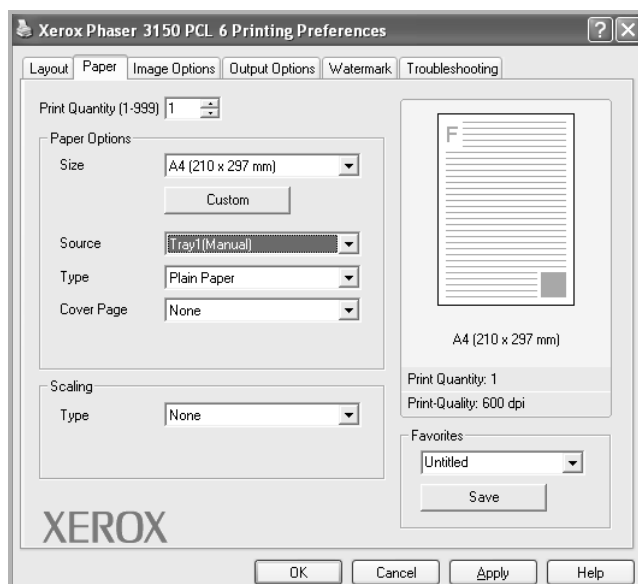 Xerox Phaser 3150 PCL 6 Printing Preferences
Layout Paper Image Options Output Options Watermark Troubleshooting
Print Quantity (1-999) 1
Paper Options
Size A4 (210 x 297 mm)
Custom
Source Tray1(Manual)
Type Plain Paper
Cover Page None
Scaling
Type None
XEROX
F
A4 (210 x 297 mm)
Print Quantity: 1
Print-Quality: 600 dpi
Favorites
Untitled
Save
OK Cancel Apply Help